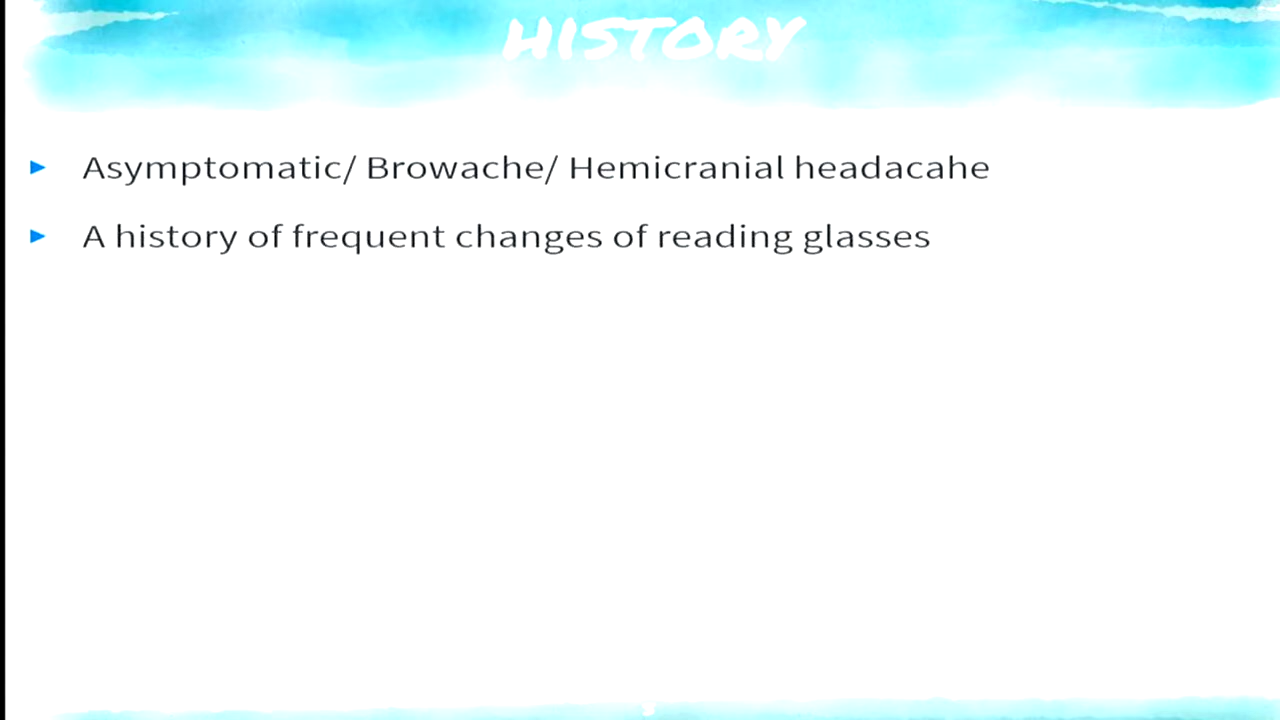 HISTORY
Asymptomatic/ Browache/ Hemicranial headacahe
A history of frequent changes of reading glasses